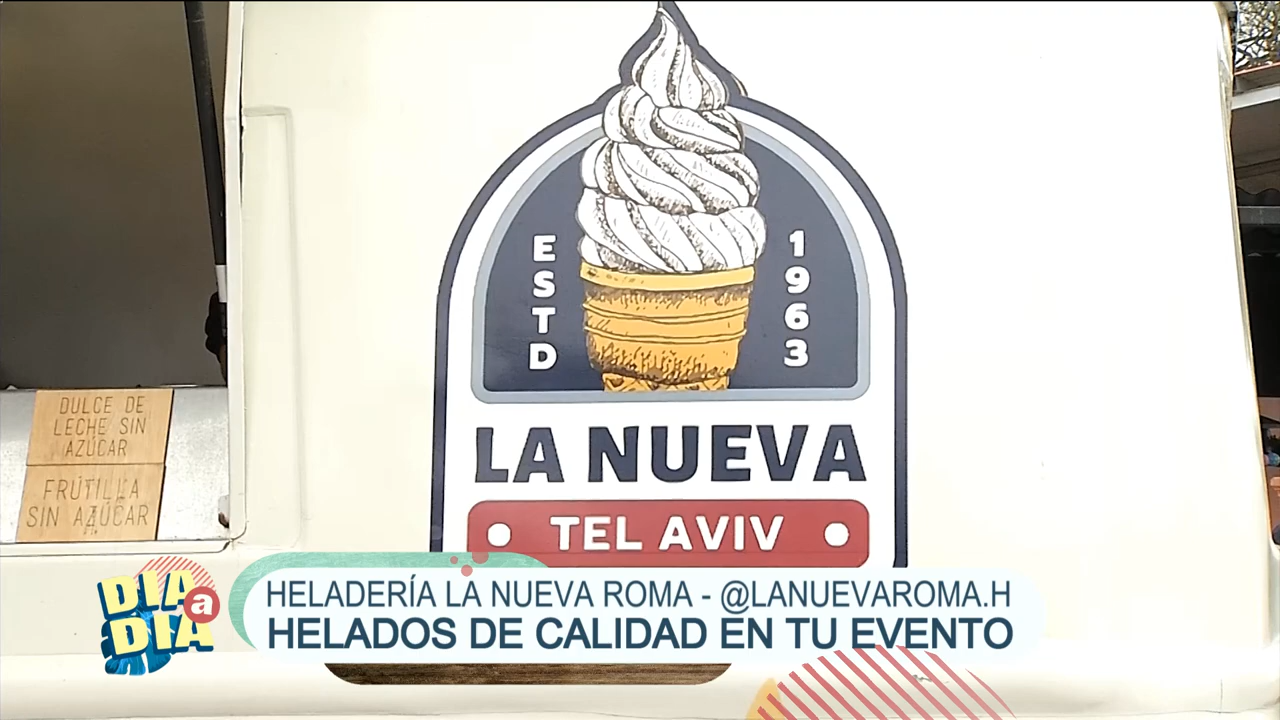 ESTD
1963
LA NUEVA
TEL AVIV
DULCE DE
LECHE SIN
AZÚCAR
FRUTILLA
SIN AZÚCAR
DIA
a
DIA
HELADERÍA LA NUEVA ROMA - @LANUEVAROMA.H
HELADOS DE CALIDAD EN TU EVENTO